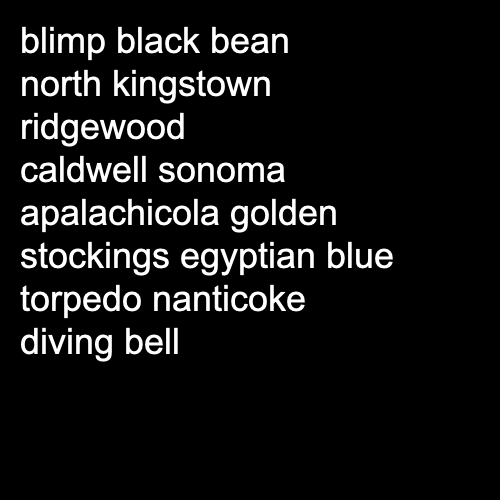 blimp black bean
north kingstown
ridgewood
caldwell sonoma
apalachicola golden
stockings egyptian blue
torpedo nanticoke
diving bell